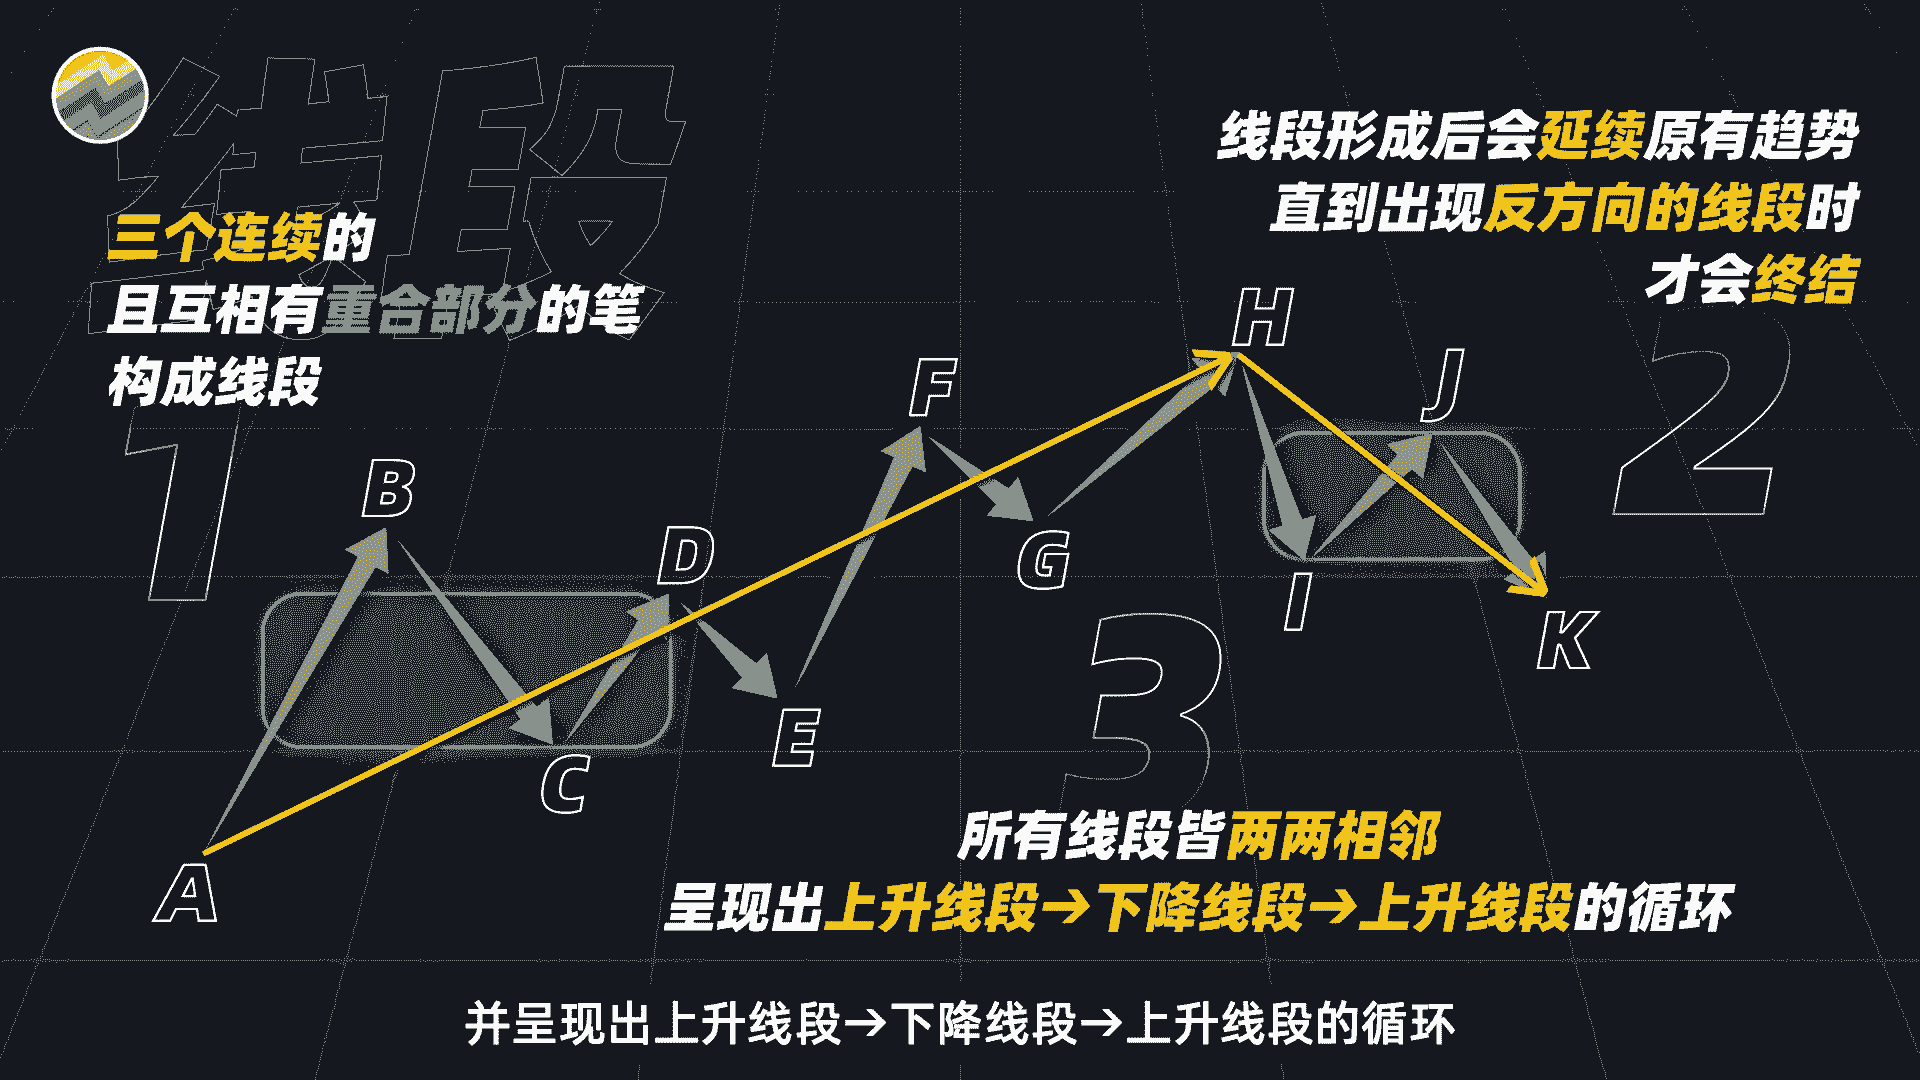 线段
三个连续的
且互相有重合部分的笔
构成线段
1
线段形成后会延续原有趋势
直到出现反方向的线段时
才会终结
2
H
J
F
B
D
G
I
K
E
C
A
3
所有线段皆两两相邻
呈现出上升线段→下降线段→上升线段的循环
并呈现出上升线段→下降线段→上升线段的循环